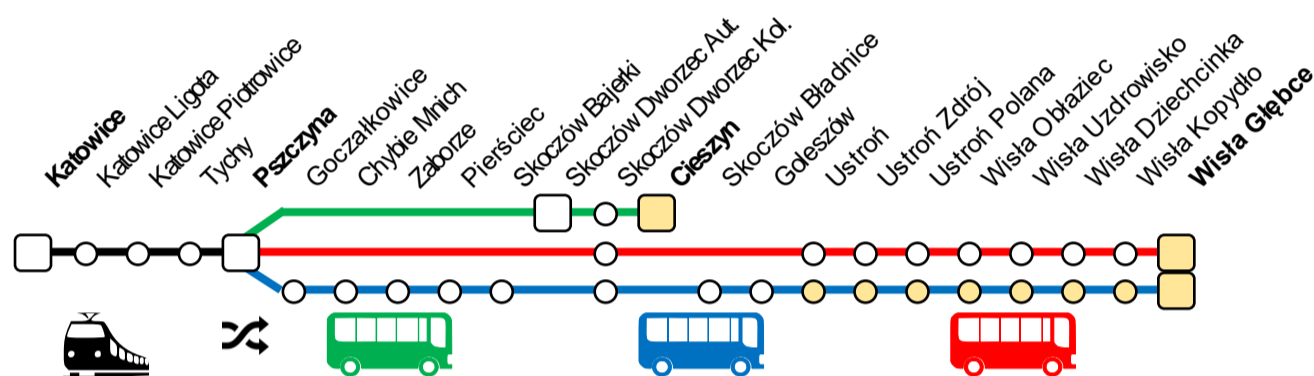 Katowice
Katowice Ligota
Katowice Piotrowice
Tychy
Pszczyna
Goczałkowice
Chybie Mnich
Zaborze
Pierściec
Skoczów Bajerki
Skoczów Dworzec Aut.
Skoczów Dworzec Kol.
Cieszyn
Skoczów Bładnice
Goleszów
Ustroń
Ustroń Zdrój
Ustroń Polana
Wisła Obłaziec
Wisła Uzdrowisko
Wisła Dziechcinka
Wisła Kopydło
Wisła Głębce